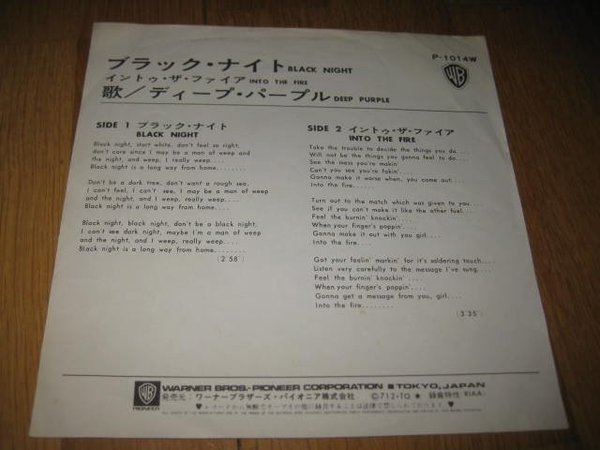 ブラック・ナイト BLACK NIGHT
P-1014W
イントゥ・ザ・ファイア INTO THE FIRE
歌／ディープ・パープル DEEP PURPLE
SIDE 1 ブラック・ナイト
BLACK NIGHT
Black night, start white, don't feel so right,
don't care since I may be a man of weep
and the night, and weep, I really weep....
Black night is a long way from home........
Don't be a dark tree, don't want a rough sea,
I can't feel, I can't see, I may be a man of weep
and the night, and I weep, really weep.....
Black night is a long way from home........
Black night, black night, don't be a black night,
I can't see dark night, maybe I'm a man of weep
and the night, and I weep, really weep......
Black night is a long way from home........
(2 58")
SIDE 2 イントゥ・ザ・ファイア
INTO THE FIRE
Take the trouble to decide the things you do....
Will not be the things you gonna feel to do....
See the mess you're makin'
Can't you see you're fakin'
Gonna make it worse when, you come out....
Into the fire....
Turn out to the match which was given to you....
See if you can't make it like the other fuel....
Feel the burnin' knockin'
When your finger's poppin'....
Gonna make it out with you girl....
Into the fire....
Got your feelin' markin' for it's soldering touch....
Listen very carefully to the message I've sung....
Feel the burnin' knockin'....
When your finger's poppin'....
Gonna get a message from you, girl....
Into the fire........
(3 35")
PIONEER
WARNER BROS.-PIONEER CORPORATION ■ TOKYO, JAPAN
発売元：ワーナーブラザーズ・パイオニア株式会社 ©712-10 ★ 録音特性 RIAA